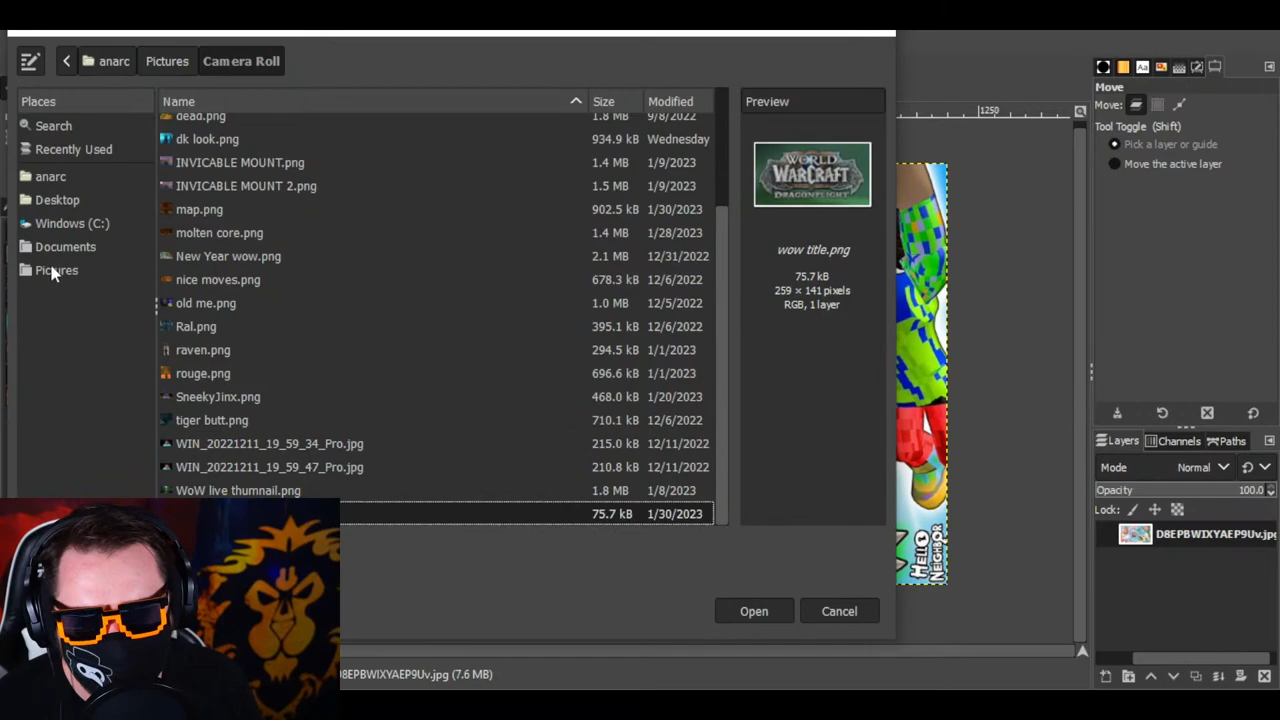 anarc Pictures Camera Roll
Places Name Size Modified Preview
Search
Recently Used
anarc
Desktop
Windows (C:)
Documents
Pictures
dead.png 1.8 MB 9/8/2022
dk look.png 934.9 kB Wednesday
INVICABLE MOUNT.png 1.4 MB 1/9/2023
INVICABLE MOUNT 2.png 1.5 MB 1/9/2023
map.png 902.5 kB 1/30/2023
molten core.png 1.4 MB 1/28/2023
New Year wow.png 2.1 MB 12/31/2022
nice moves.png 678.3 kB 1/2/2023
old me.png 1.0 MB 12/5/2022
Ral.png 395.1 kB 12/6/2022
raven.png 294.5 kB 1/1/2023
rouge.png 696.6 kB 1/1/2023
SneekyJinx.png 468.0 kB 1/20/2023
tiger butt.png 710.1 kB 12/6/2022
WIN_20221211_19_59_34_Pro.jpg 215.0 kB 12/11/2022
WIN_20221211_19_59_47_Pro.jpg 210.8 kB 12/11/2022
WoW live thumnail.png 1.8 MB 1/8/2023
75.7 kB 1/30/2023
WORLD
WARCRAFT
DRAGONFLIGHT
wow title.png
75.7 kB
259 × 141 pixels
RGB, 1 layer
Open Cancel
D8EPBWIXYAEP9Uv.jpg (7.6 MB)
1250
HELLO
NEIGHBOR
Aa
Move
Move:
Tool Toggle (Shift)
Pick a layer or guide
Move the active layer
Layers Channels Paths
Mode Normal
Opacity 100.0
Lock:
D8EPBWIXYAEP9Uv.jpg